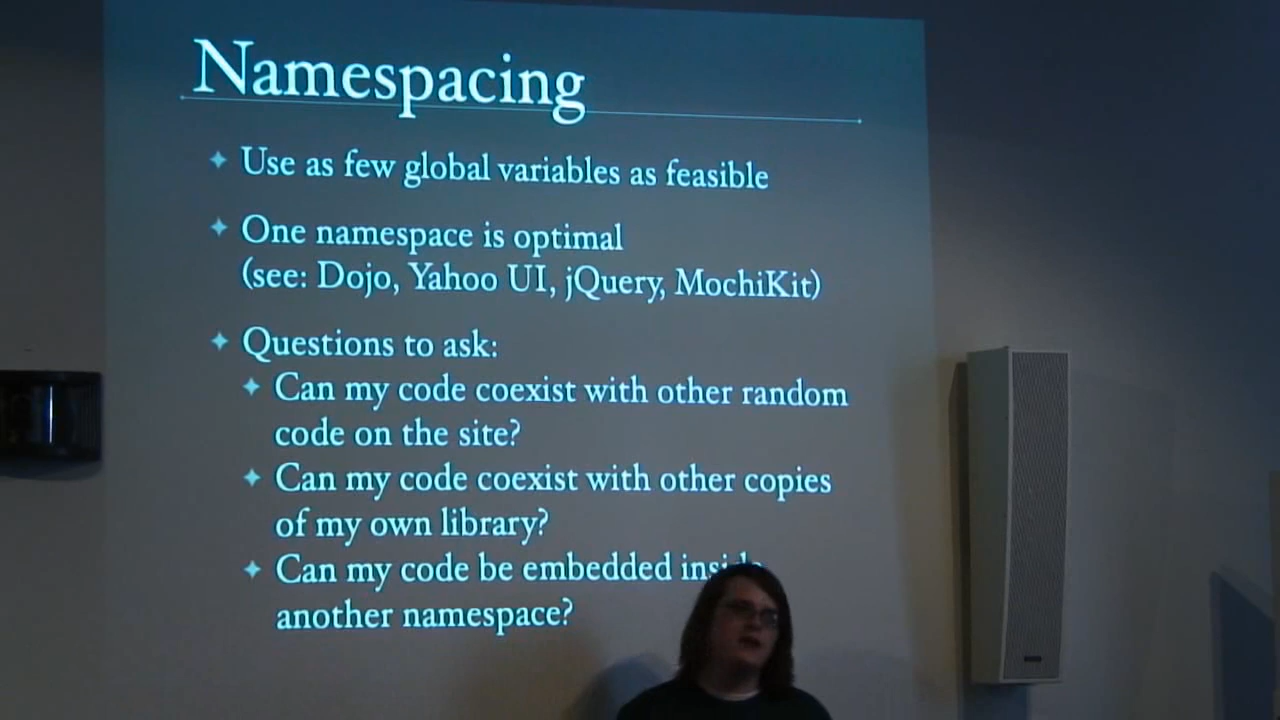 Namespacing
Use as few global variables as feasible
One namespace is optimal
(see: Dojo, Yahoo UI, jQuery, MochiKit)
Questions to ask:
Can my code coexist with other random
code on the site?
Can my code coexist with other copies
of my own library?
Can my code be embedded inside
another namespace?